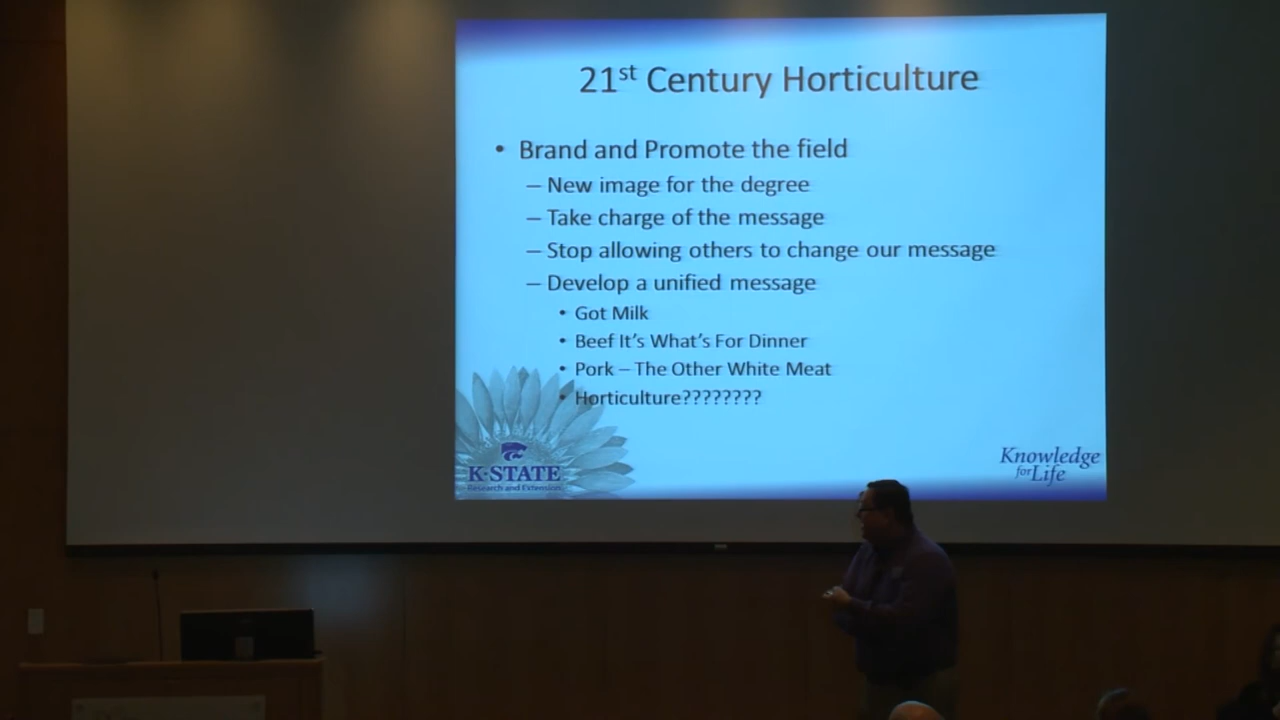 21st Century Horticulture
• Brand and Promote the field
– New image for the degree
– Take charge of the message
– Stop allowing others to change our message
– Develop a unified message
• Got Milk
• Beef It's What's For Dinner
• Pork – The Other White Meat
• Horticulture????????
K-STATE
Research and Extension
Knowledge
for Life